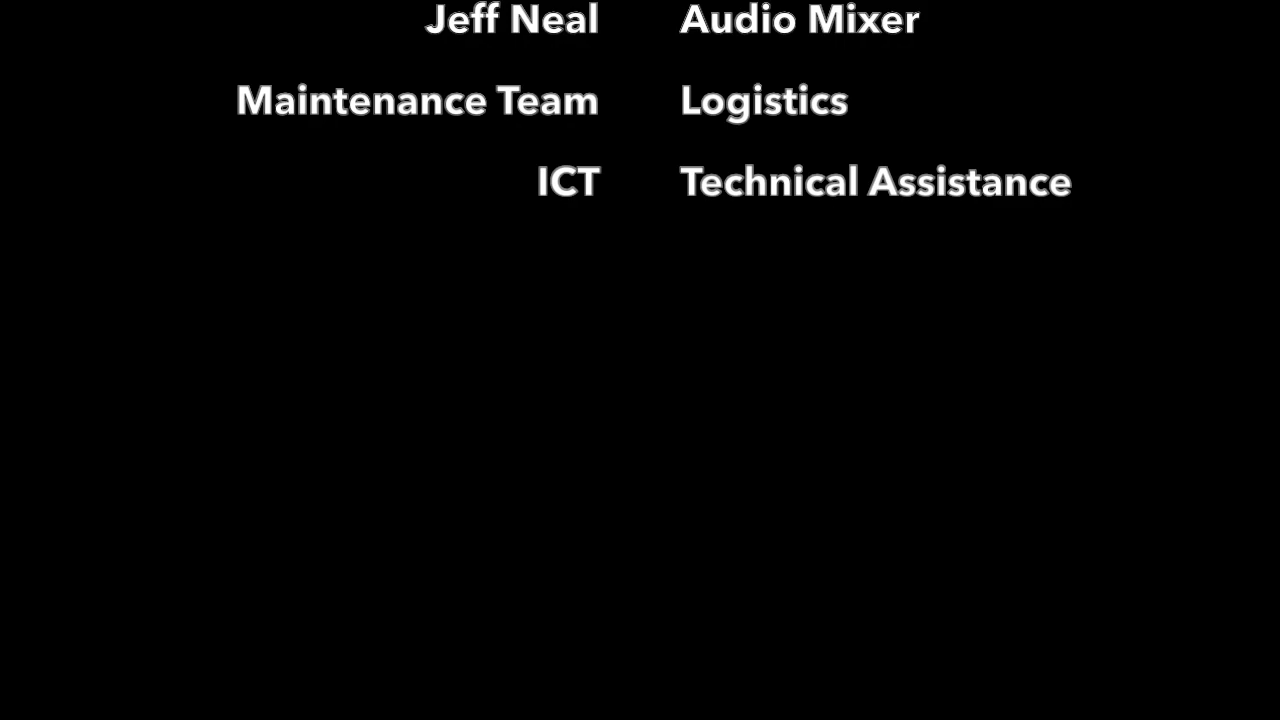 Jeff Neal Audio Mixer
Maintenance Team Logistics
ICT Technical Assistance